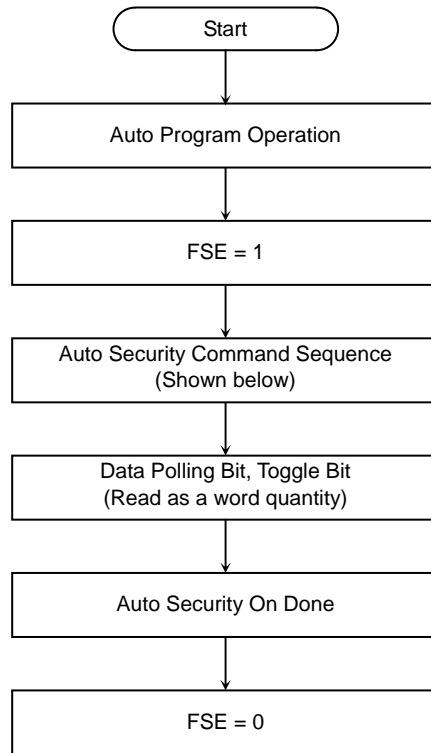 Start
Auto Program Operation
FSE = 1
Auto Security Command Sequence
(Shown below)
Data Polling Bit, Toggle Bit
(Read as a word quantity)
Auto Security On Done
FSE = 0